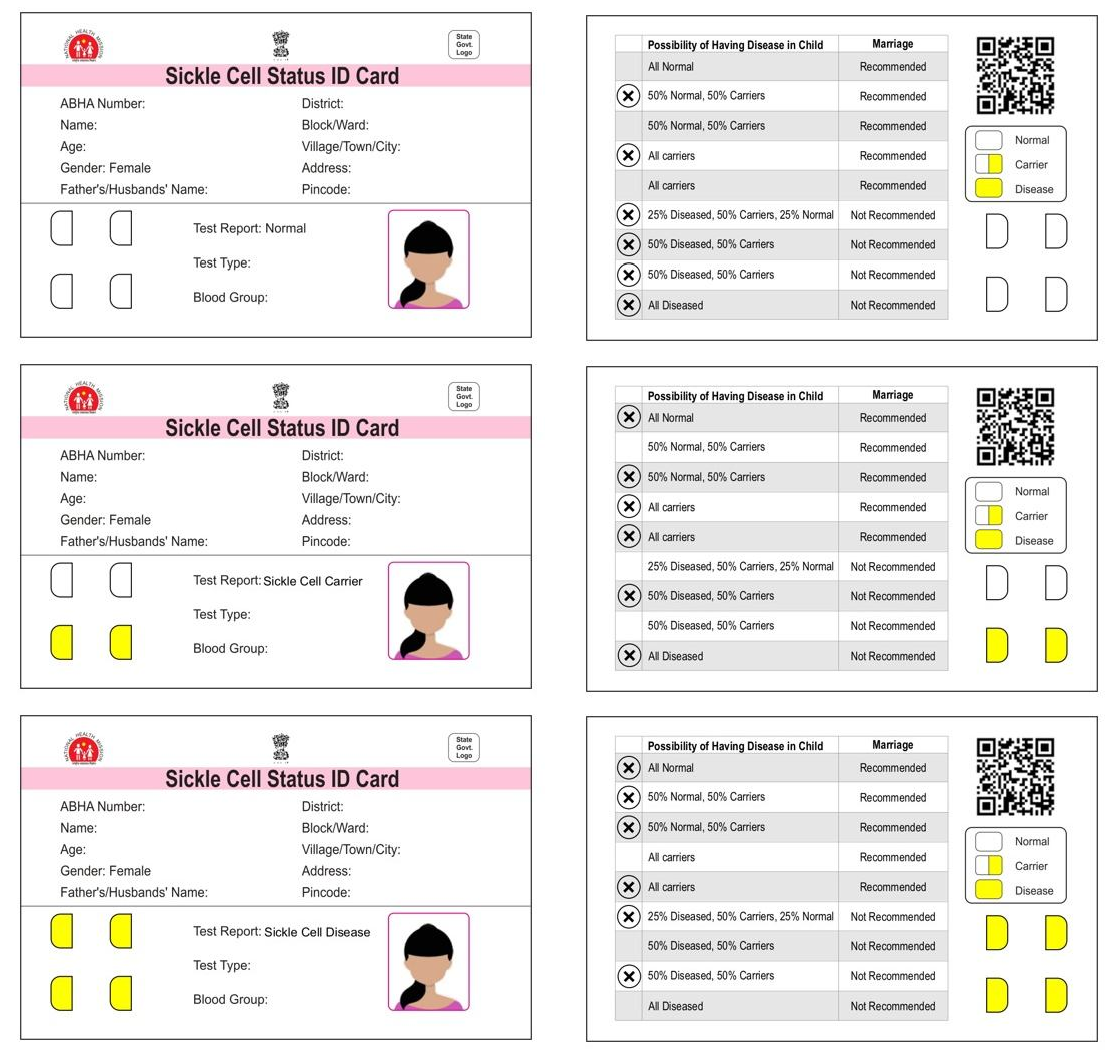 NATIONAL HEALTH MISSION
State
Govt.
Logo
Sickle Cell Status ID Card
ABHA Number:
District:
Name:
Block/Ward:
Age:
Village/Town/City:
Gender: Female
Address:
Father's/Husbands' Name:
Pincode:
Test Report: Normal
Test Type:
Blood Group:
Possibility of Having Disease in Child Marriage
All Normal Recommended
50% Normal, 50% Carriers Recommended
50% Normal, 50% Carriers Recommended
All carriers Recommended
All carriers Recommended
25% Diseased, 50% Carriers, 25% Normal Not Recommended
50% Diseased, 50% Carriers Not Recommended
50% Diseased, 50% Carriers Not Recommended
All Diseased Not Recommended
Normal
Carrier
Disease
NATIONAL HEALTH MISSION
State
Govt.
Logo
Sickle Cell Status ID Card
ABHA Number:
District:
Name:
Block/Ward:
Age:
Village/Town/City:
Gender: Female
Address:
Father's/Husbands' Name:
Pincode:
Test Report: Sickle Cell Carrier
Test Type:
Blood Group:
Possibility of Having Disease in Child Marriage
All Normal Recommended
50% Normal, 50% Carriers Recommended
50% Normal, 50% Carriers Recommended
All carriers Recommended
All carriers Recommended
25% Diseased, 50% Carriers, 25% Normal Not Recommended
50% Diseased, 50% Carriers Not Recommended
50% Diseased, 50% Carriers Not Recommended
All Diseased Not Recommended
Normal
Carrier
Disease
NATIONAL HEALTH MISSION
State
Govt.
Logo
Sickle Cell Status ID Card
ABHA Number:
District:
Name:
Block/Ward:
Age:
Village/Town/City:
Gender: Female
Address:
Father's/Husbands' Name:
Pincode:
Test Report: Sickle Cell Disease
Test Type:
Blood Group:
Possibility of Having Disease in Child Marriage
All Normal Recommended
50% Normal, 50% Carriers Recommended
50% Normal, 50% Carriers Recommended
All carriers Recommended
All carriers Recommended
25% Diseased, 50% Carriers, 25% Normal Not Recommended
50% Diseased, 50% Carriers Not Recommended
50% Diseased, 50% Carriers Not Recommended
All Diseased Not Recommended
Normal
Carrier
Disease